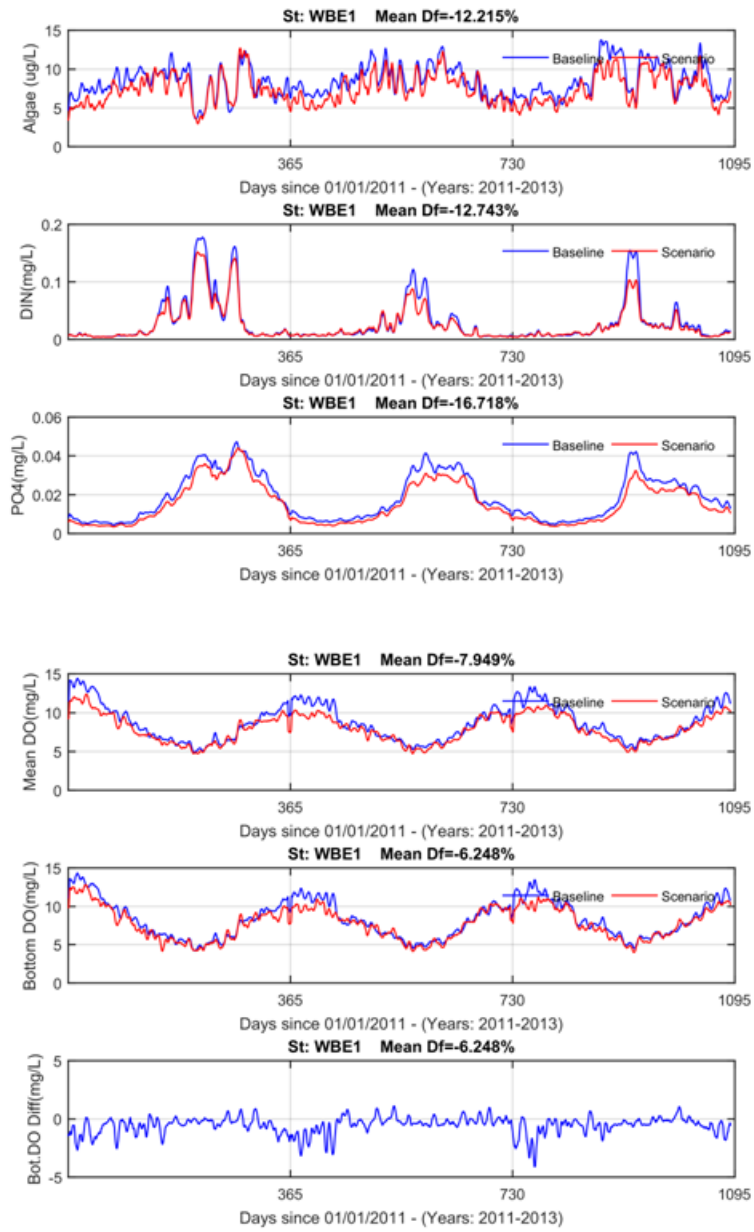 St: WBE1 Mean Df=-12.215%
15
10
5
0
Algae (ug/L)
Baseline Scenario
365 730 1095
Days since 01/01/2011 - (Years: 2011-2013)
St: WBE1 Mean Df=-12.743%
0.2
0.1
0
DIN(mg/L)
Baseline Scenario
365 730 1095
Days since 01/01/2011 - (Years: 2011-2013)
St: WBE1 Mean Df=-16.718%
0.06
0.04
0.02
0
PO4(mg/L)
Baseline Scenario
365 730 1095
Days since 01/01/2011 - (Years: 2011-2013)
St: WBE1 Mean Df=-7.949%
15
10
5
0
Mean DO(mg/L)
Baseline Scenario
365 730 1095
Days since 01/01/2011 - (Years: 2011-2013)
St: WBE1 Mean Df=-6.248%
15
10
5
0
Bottom DO(mg/L)
Baseline Scenario
365 730 1095
Days since 01/01/2011 - (Years: 2011-2013)
St: WBE1 Mean Df=-6.248%
5
0
-5
Bot.DO Diff(mg/L)
365 730 1095
Days since 01/01/2011 - (Years: 2011-2013)